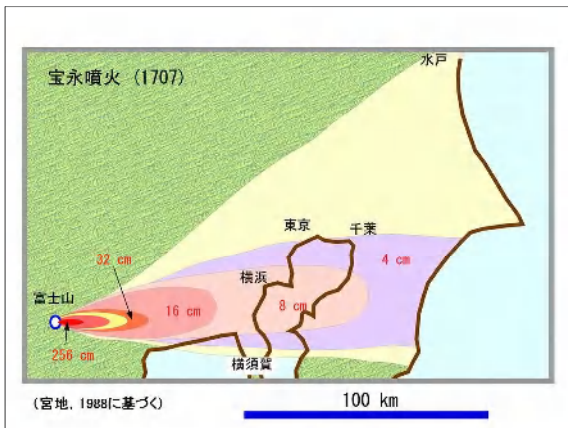 宝永噴火 (1707)
水戸
東京
千葉
32 cm
横浜
4 cm
富士山
16 cm
8 cm
256 cm
横須賀
(宮地, 1988に基づく)
100 km